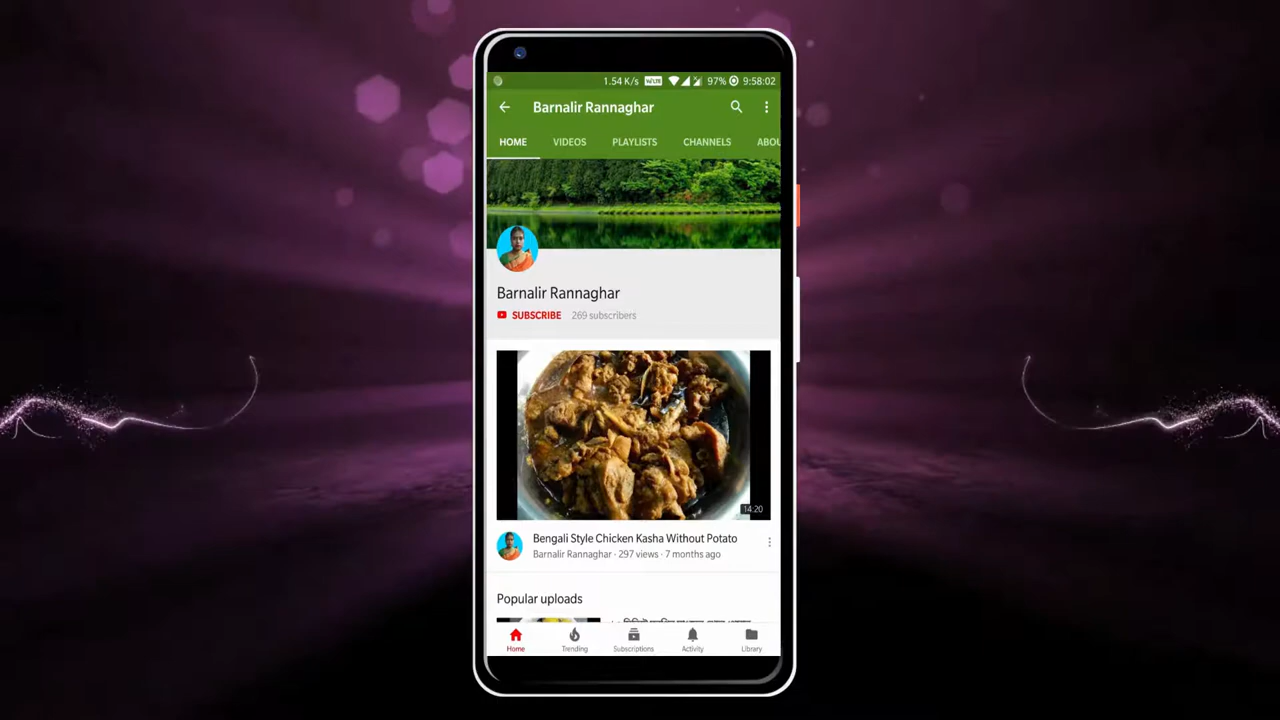 1.54 K/s VoLTE 97% 9:58:02
Barnalir Rannaghar
HOME VIDEOS PLAYLISTS CHANNELS ABOU
Barnalir Rannaghar
SUBSCRIBE 269 subscribers
14:20
Bengali Style Chicken Kasha Without Potato
Barnalir Rannaghar · 297 views · 7 months ago
Popular uploads
Home Trending Subscriptions Activity Library